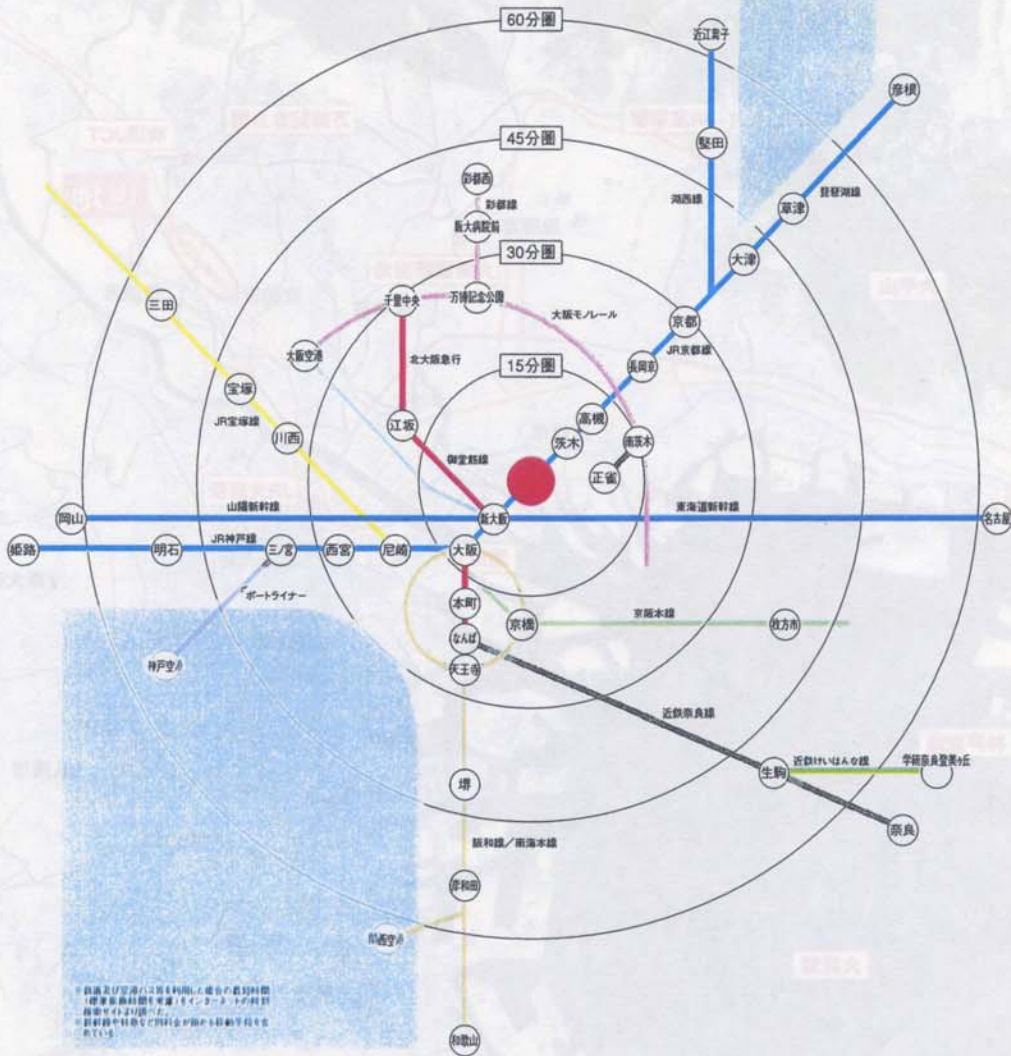 60分圏
近江舞子
彦根
45分圏
堅田
彩都西
彩都線
湖西線
琵琶湖線
草津
阪大病院前
大津
30分圏
千里中央
万博記念公園
三田
大阪モノレール
京都
JR京都線
大阪空港
北大阪急行
15分圏
長岡京
宝塚
JR宝塚線
川西
江坂
高槻
茨木
南茨木
御堂筋線
正雀
山陽新幹線
東海道新幹線
岡山
新大阪
名古屋
JR神戸線
姫路
明石
三ノ宮
西宮
尼崎
大阪
ポートライナー
本町
京橋
京阪本線
枚方市
なんば
神戸空港
天王寺
近鉄奈良線
生駒
近鉄けいはんな線
学研奈良登美ヶ丘
堺
奈良
阪和線／南海本線
岸和田
関西空港
和歌山